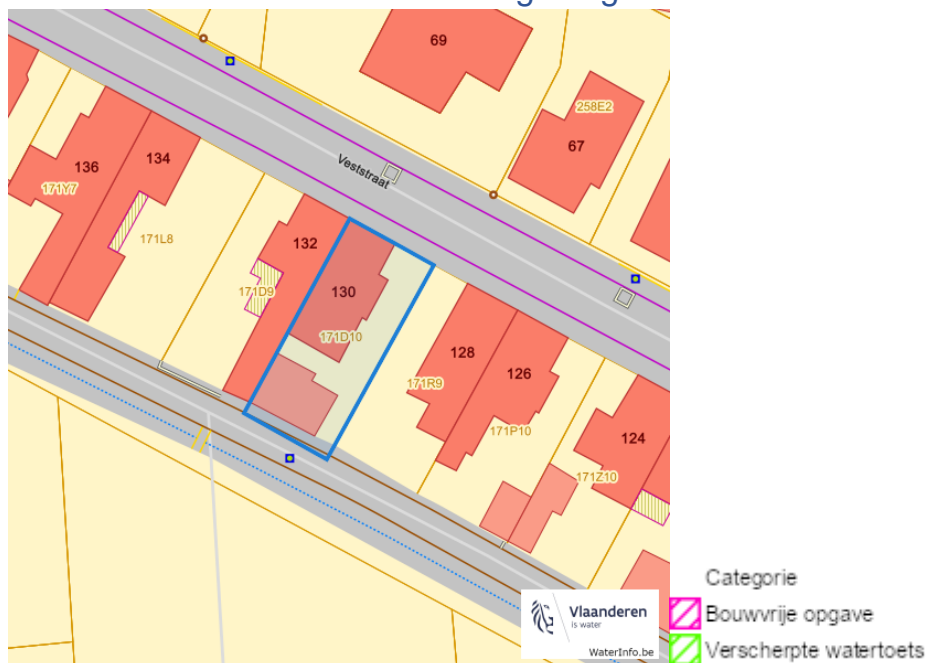 69
258E2
67
Veststraat
136
134
171Y7
171L8
132
171D9
130
171D10
128
171R9
126
171P10
124
171Z10
Vlaanderen
is water
WaterInfo.be
Categorie
Bouwvrije opgave
Verscherpte watertoets